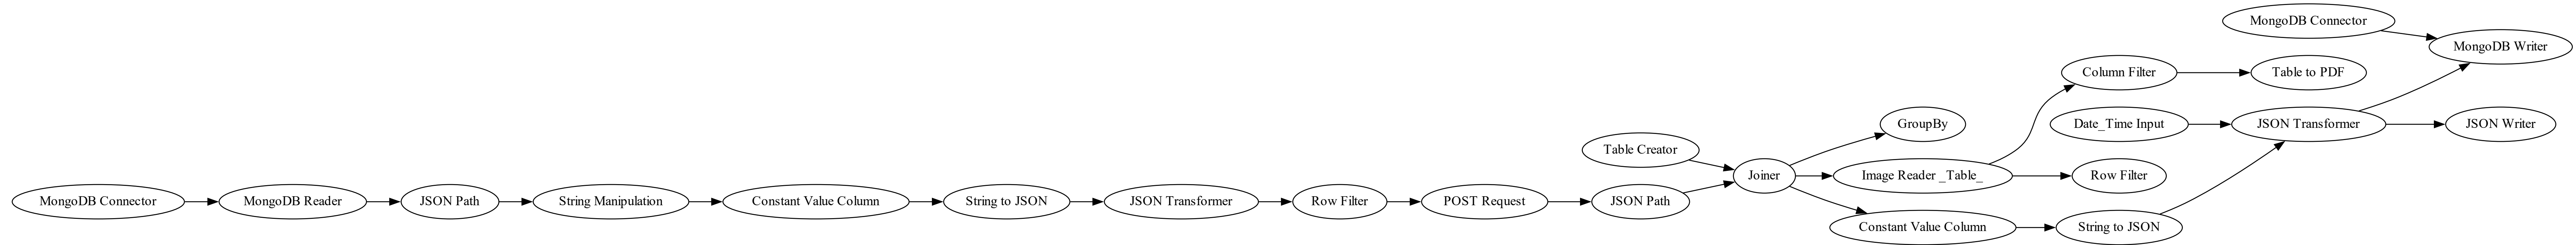 MongoDB Connector
MongoDB Writer
Column Filter
Table to PDF
GroupBy
Date_Time Input
JSON Transformer
JSON Writer
Table Creator
Joiner
Image Reader _Table_
Row Filter
MongoDB Connector
MongoDB Reader
JSON Path
String Manipulation
Constant Value Column
String to JSON
JSON Transformer
Row Filter
POST Request
JSON Path
Constant Value Column
String to JSON